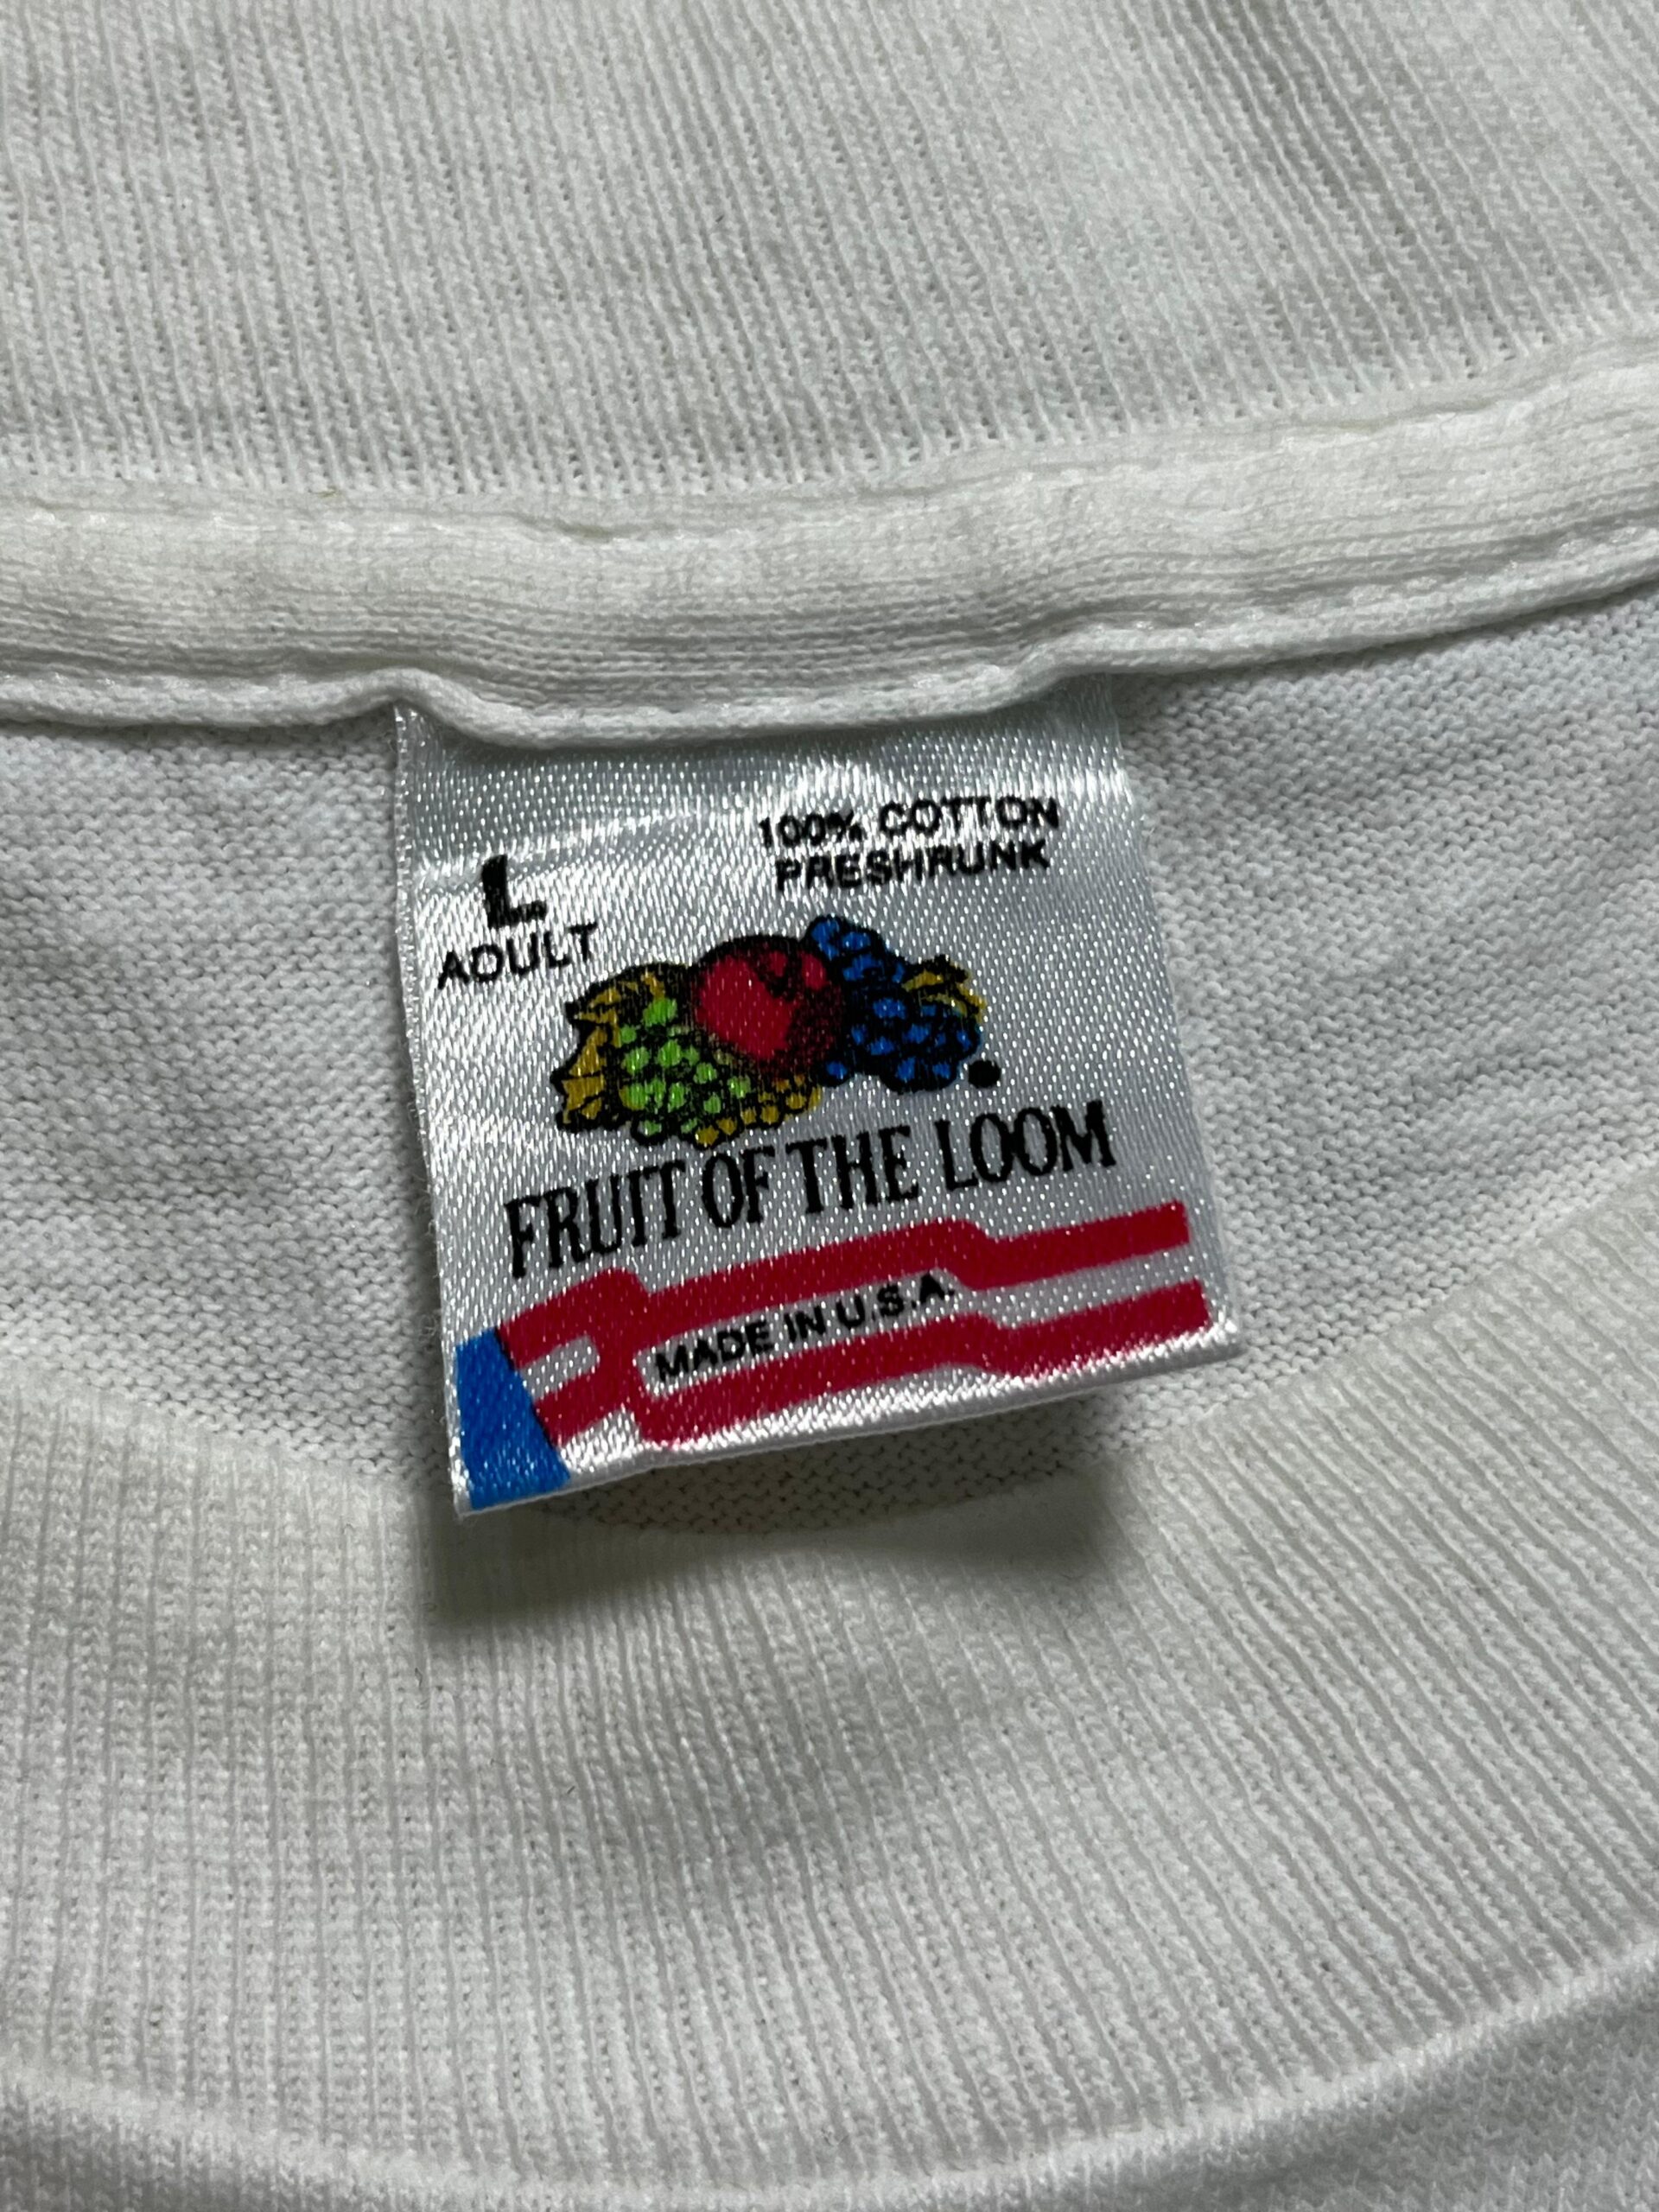 L
ADULT
100% COTTON
PRESHRUNK
FRUIT OF THE LOOM
MADE IN U.S.A.